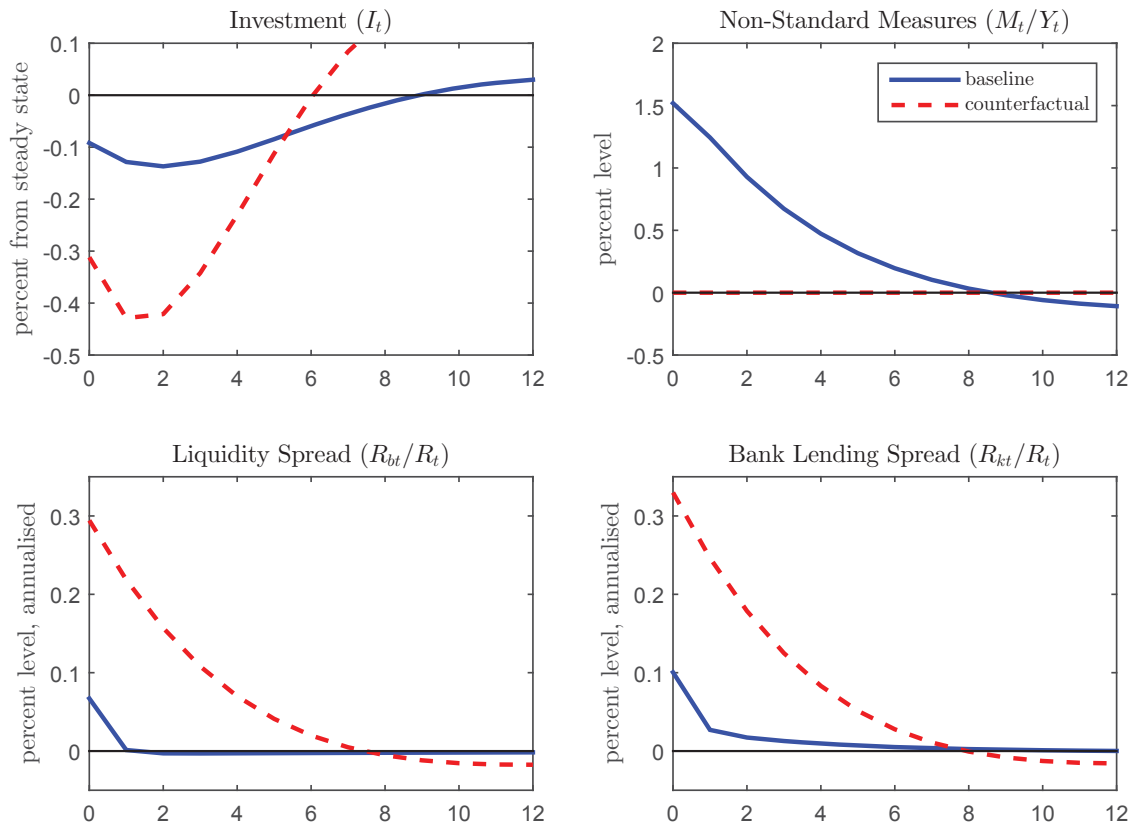 Investment (I_t)
percent from steady state
0.1
0
-0.1
-0.2
-0.3
-0.4
-0.5
0 2 4 6 8 10 12
Non-Standard Measures (M_t/Y_t)
percent level
2
1.5
1
0.5
0
-0.5
0 2 4 6 8 10 12
baseline
counterfactual
Liquidity Spread (R_{bt}/R_t)
percent level, annualised
0.3
0.2
0.1
0
0 2 4 6 8 10 12
Bank Lending Spread (R_{kt}/R_t)
percent level, annualised
0.3
0.2
0.1
0
0 2 4 6 8 10 12